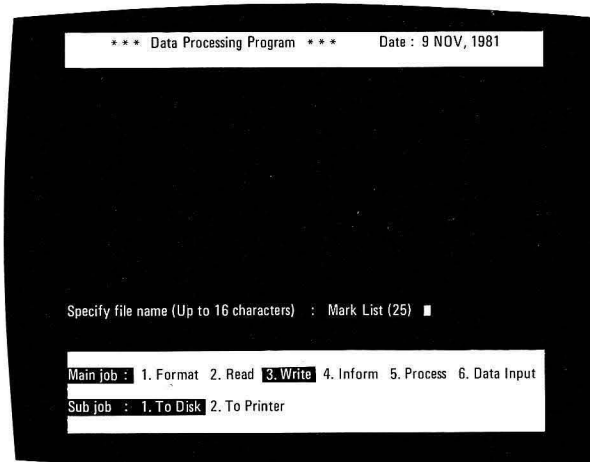 * * * Data Processing Program * * * Date : 9 NOV, 1981
Specify file name (Up to 16 characters) : Mark List (25)
Main job : 1. Format 2. Read 3. Write 4. Inform 5. Process 6. Data Input
Sub job : 1. To Disk 2. To Printer